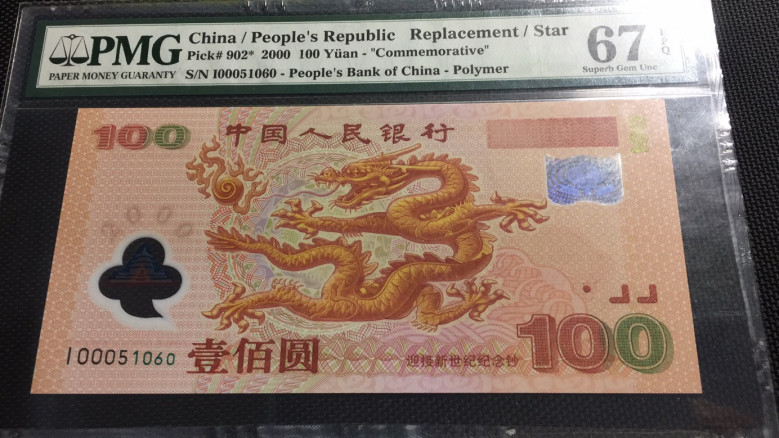 PMG
PAPER MONEY GUARANTY
China / People's Republic Replacement / Star
Pick# 902* 2000 100 Yüan - "Commemorative"
S/N I00051060 - People's Bank of China - Polymer
67 EPQ
Superb Gem Unc
100 中国人民银行
2000
I00051060
壹佰圆
迎接新世纪纪念钞
100